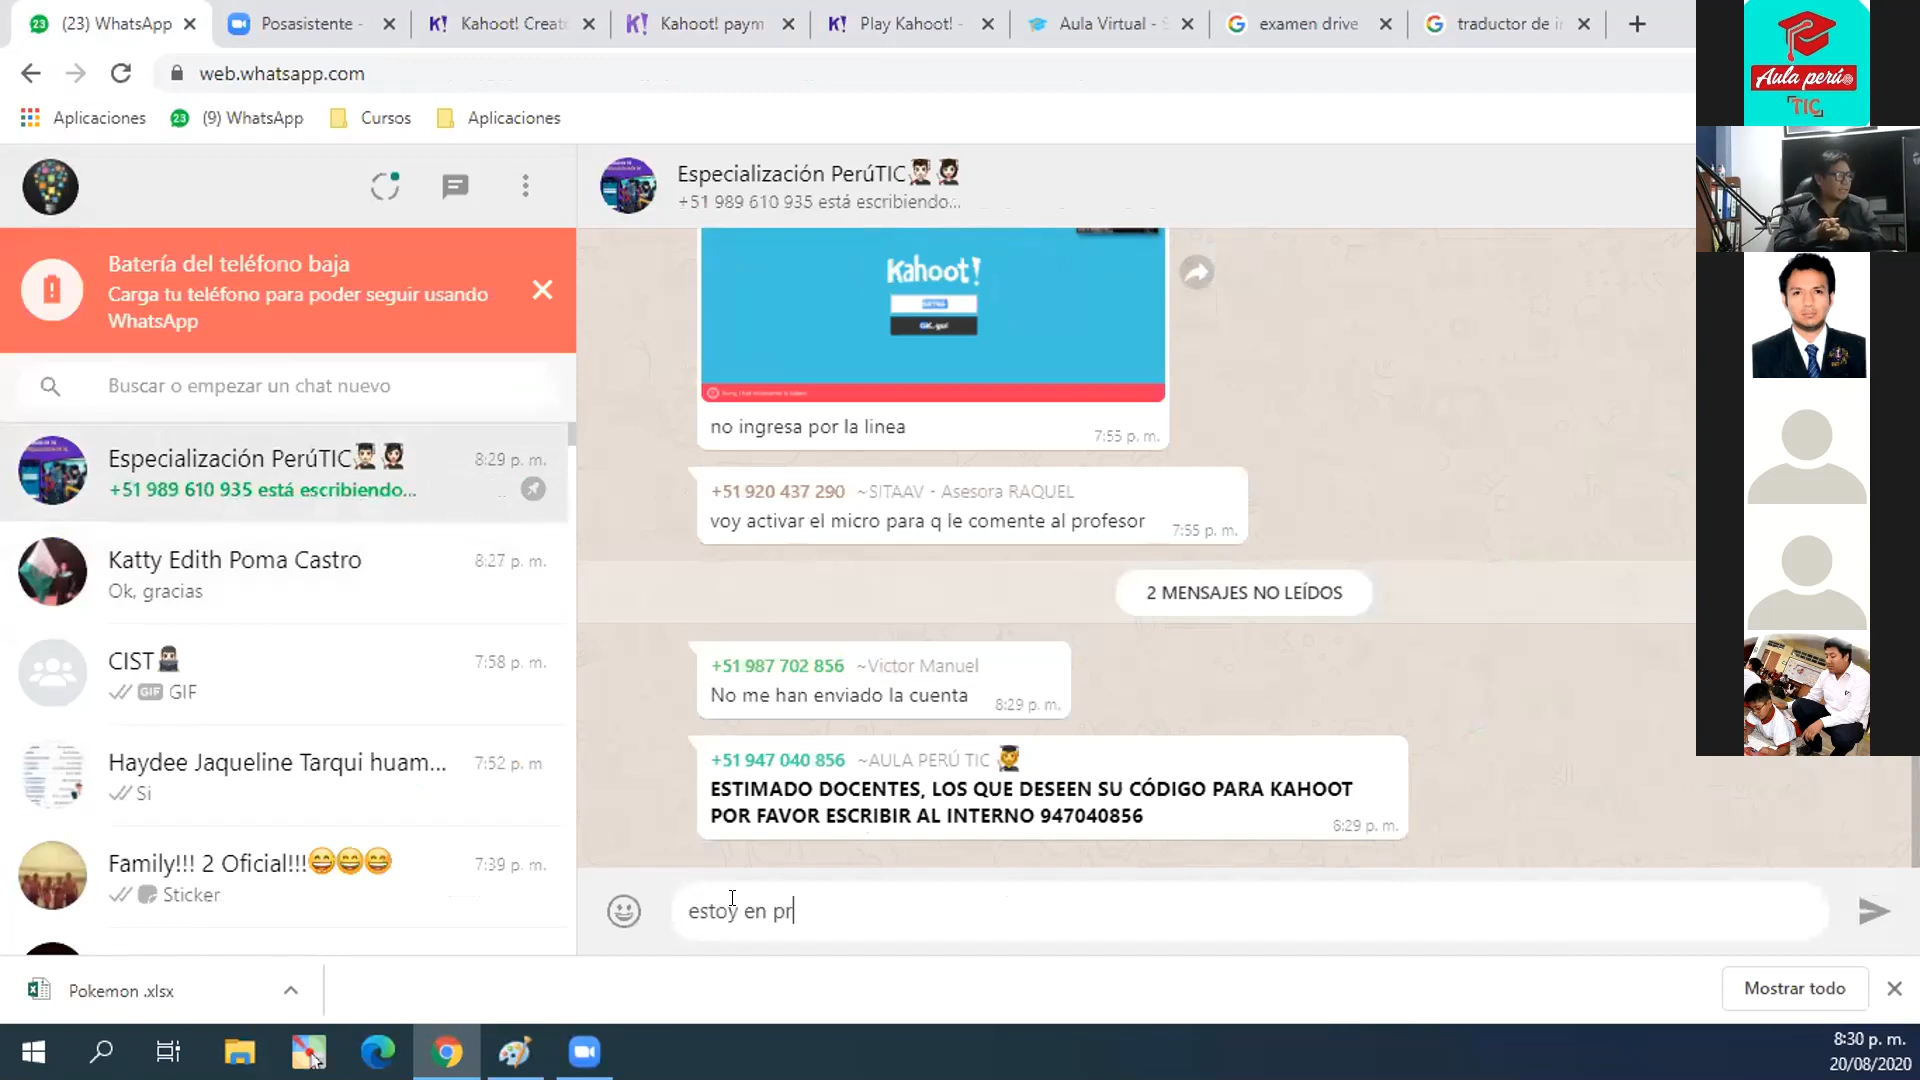 (23) WhatsApp
Posasistente -
Kahoot! Create
Kahoot! paym
Play Kahoot! -
Aula Virtual - S
examen drive
traductor de i
web.whatsapp.com
Aplicaciones
(9) WhatsApp
Cursos
Aplicaciones
Aula perú
TIC
Especialización PerúTIC
+51 989 610 935 está escribiendo...
Batería del teléfono baja
Carga tu teléfono para poder seguir usando
WhatsApp
Buscar o empezar un chat nuevo
Especialización PerúTIC
8:29 p. m.
+51 989 610 935 está escribiendo...
Katty Edith Poma Castro
8:27 p. m.
Ok, gracias
CIST
7:58 p. m.
GIF GIF
Haydee Jaqueline Tarqui huam...
7:52 p. m
Si
Family!!! 2 Oficial!!!
7:39 p. m.
Sticker
Kahoot!
no ingresa por la linea
7:55 p. m.
+51 920 437 290 ~SITAAV - Asesora RAQUEL
voy activar el micro para q le comente al profesor
7:55 p. m.
2 MENSAJES NO LEÍDOS
+51 987 702 856 ~Victor Manuel
No me han enviado la cuenta
8:29 p. m.
+51 947 040 856 ~AULA PERÚ TIC
ESTIMADO DOCENTES, LOS QUE DESEEN SU CÓDIGO PARA KAHOOT
POR FAVOR ESCRIBIR AL INTERNO 947040856
8:29 p. m.
estoy en pr
Pokemon .xlsx
Mostrar todo
8:30 p. m.
20/08/2020